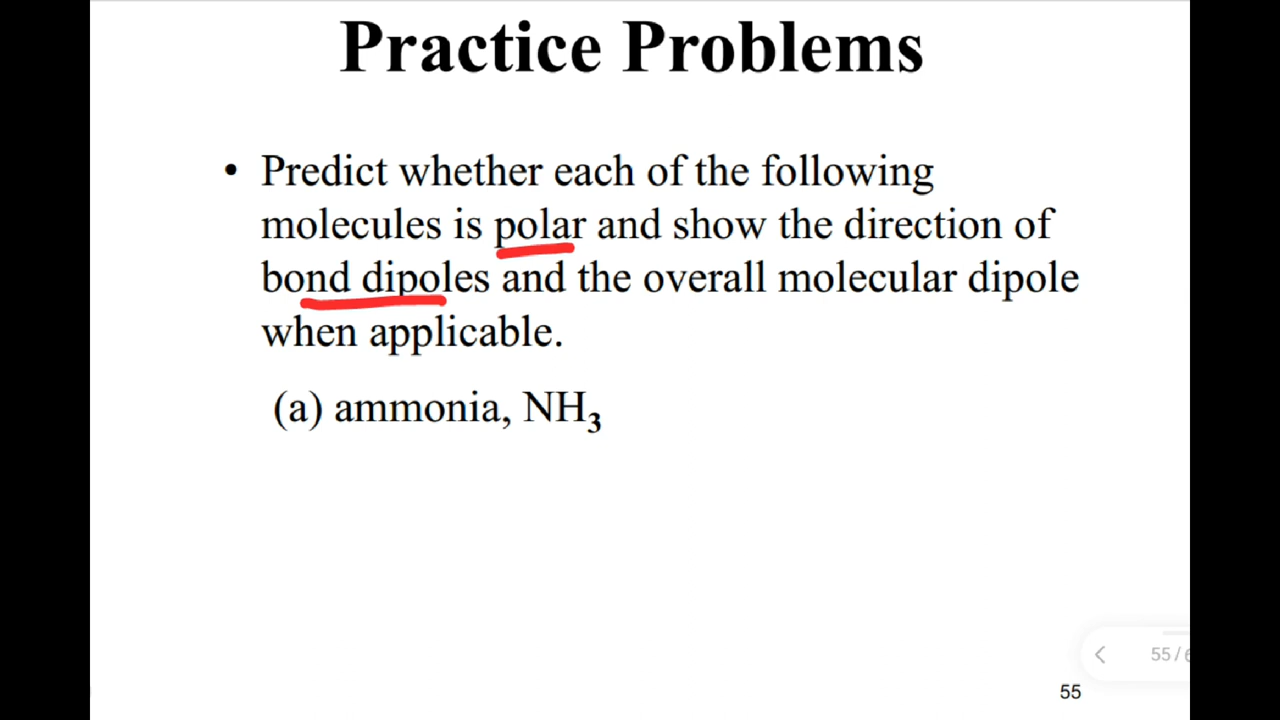 Practice Problems
• Predict whether each of the following
molecules is polar and show the direction of
bond dipoles and the overall molecular dipole
when applicable.
(a) ammonia, NH₃
55 /
55